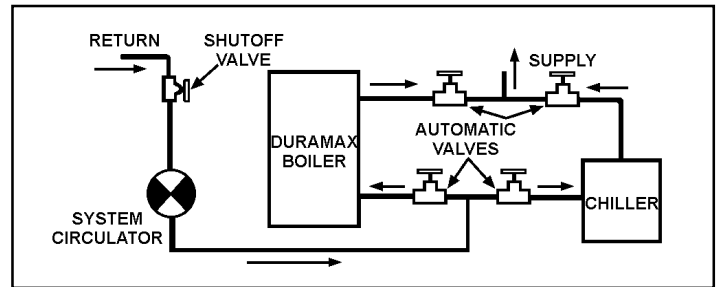 RETURN
SHUTOFF
VALVE
SUPPLY
DURAMAX
BOILER
AUTOMATIC
VALVES
CHILLER
SYSTEM
CIRCULATOR